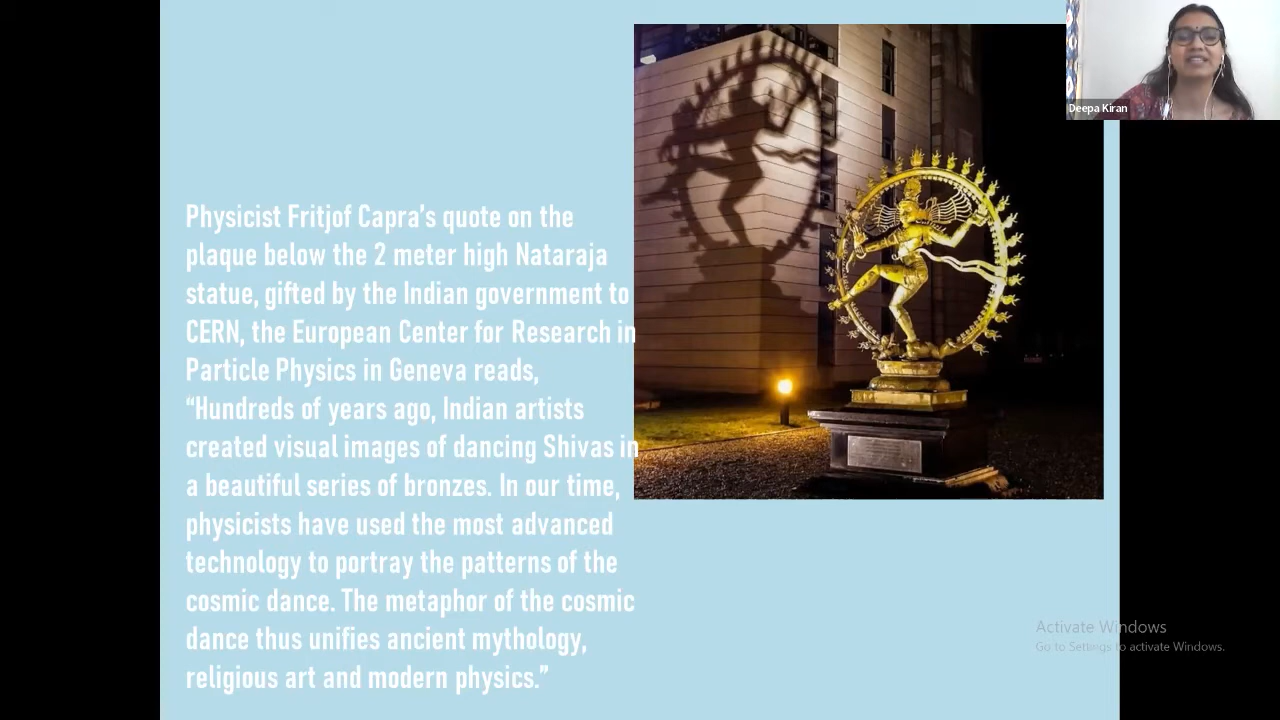 Physicist Fritjof Capra's quote on the
plaque below the 2 meter high Nataraja
statue, gifted by the Indian government to
CERN, the European Center for Research in
Particle Physics in Geneva reads,
“Hundreds of years ago, Indian artists
created visual images of dancing Shivas in
a beautiful series of bronzes. In our time,
physicists have used the most advanced
technology to portray the patterns of the
cosmic dance. The metaphor of the cosmic
dance thus unifies ancient mythology,
religious art and modern physics.”
Deepa Kiran
Activate Windows
Go to Settings to activate Windows.